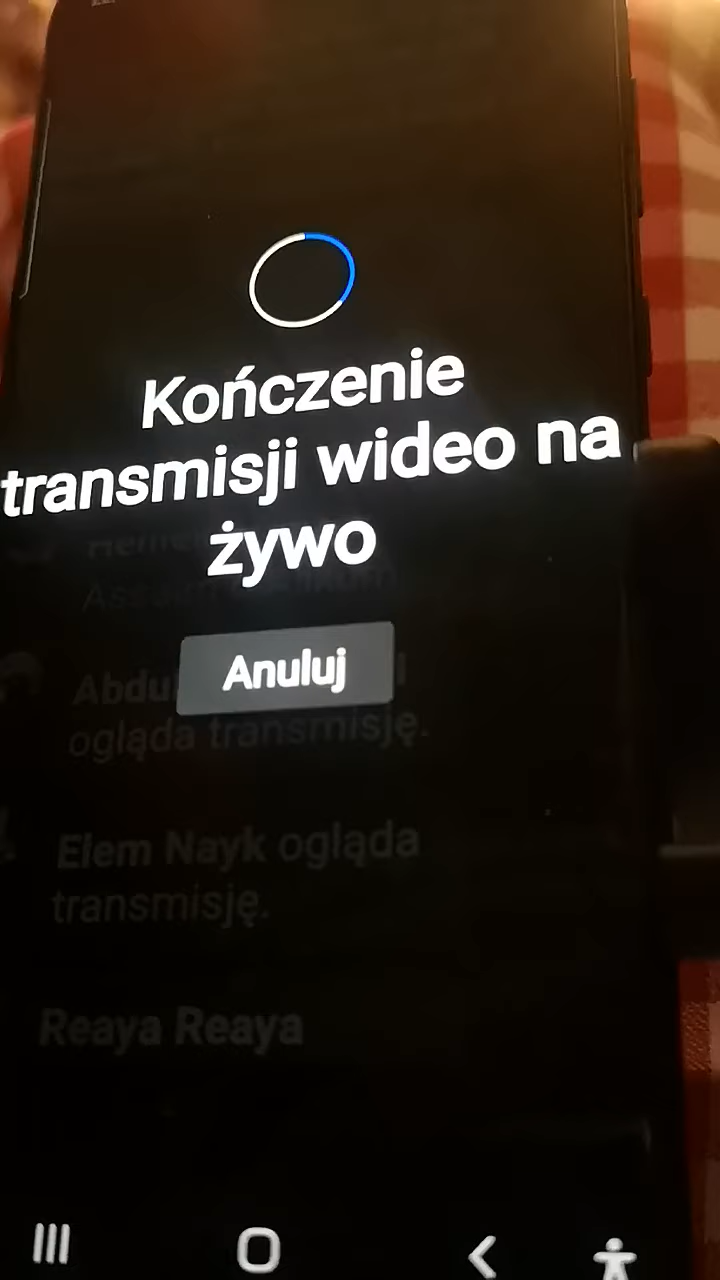 Kończenie
transmisji wideo na
żywo
Anuluj
ogląda transmisję.
Elem Nayk ogląda
transmisję.
Reaya Reaya